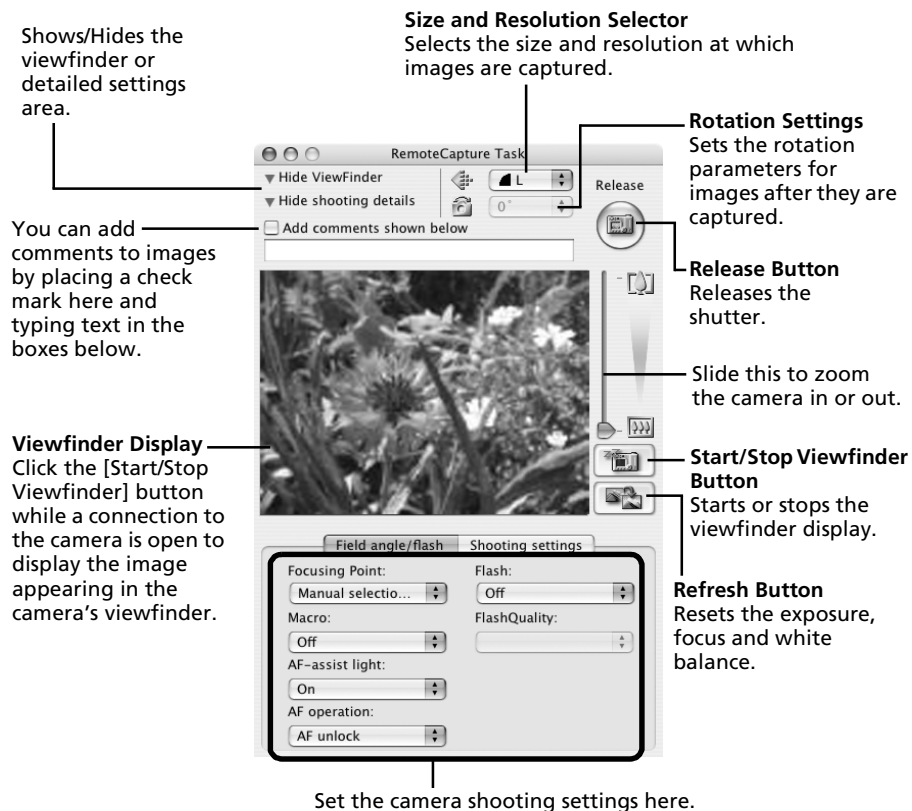 Shows/Hides the
viewfinder or
detailed settings
area.
Size and Resolution Selector
Selects the size and resolution at which
images are captured.
Rotation Settings
Sets the rotation
parameters for
images after they are
captured.
RemoteCapture Task
Hide ViewFinder
L
Release
Hide shooting details
0°
Add comments shown below
You can add
comments to images
by placing a check
mark here and
typing text in the
boxes below.
Release Button
Releases the
shutter.
Slide this to zoom
the camera in or out.
Viewfinder Display
Click the [Start/Stop
Viewfinder] button
while a connection to
the camera is open to
display the image
appearing in the
camera's viewfinder.
Start/Stop Viewfinder
Button
Starts or stops the
viewfinder display.
Refresh Button
Resets the exposure,
focus and white
balance.
Field angle/flash
Shooting settings
Focusing Point:
Manual selectio...
Flash:
Off
Macro:
Off
FlashQuality:
AF-assist light:
On
AF operation:
AF unlock
Set the camera shooting settings here.